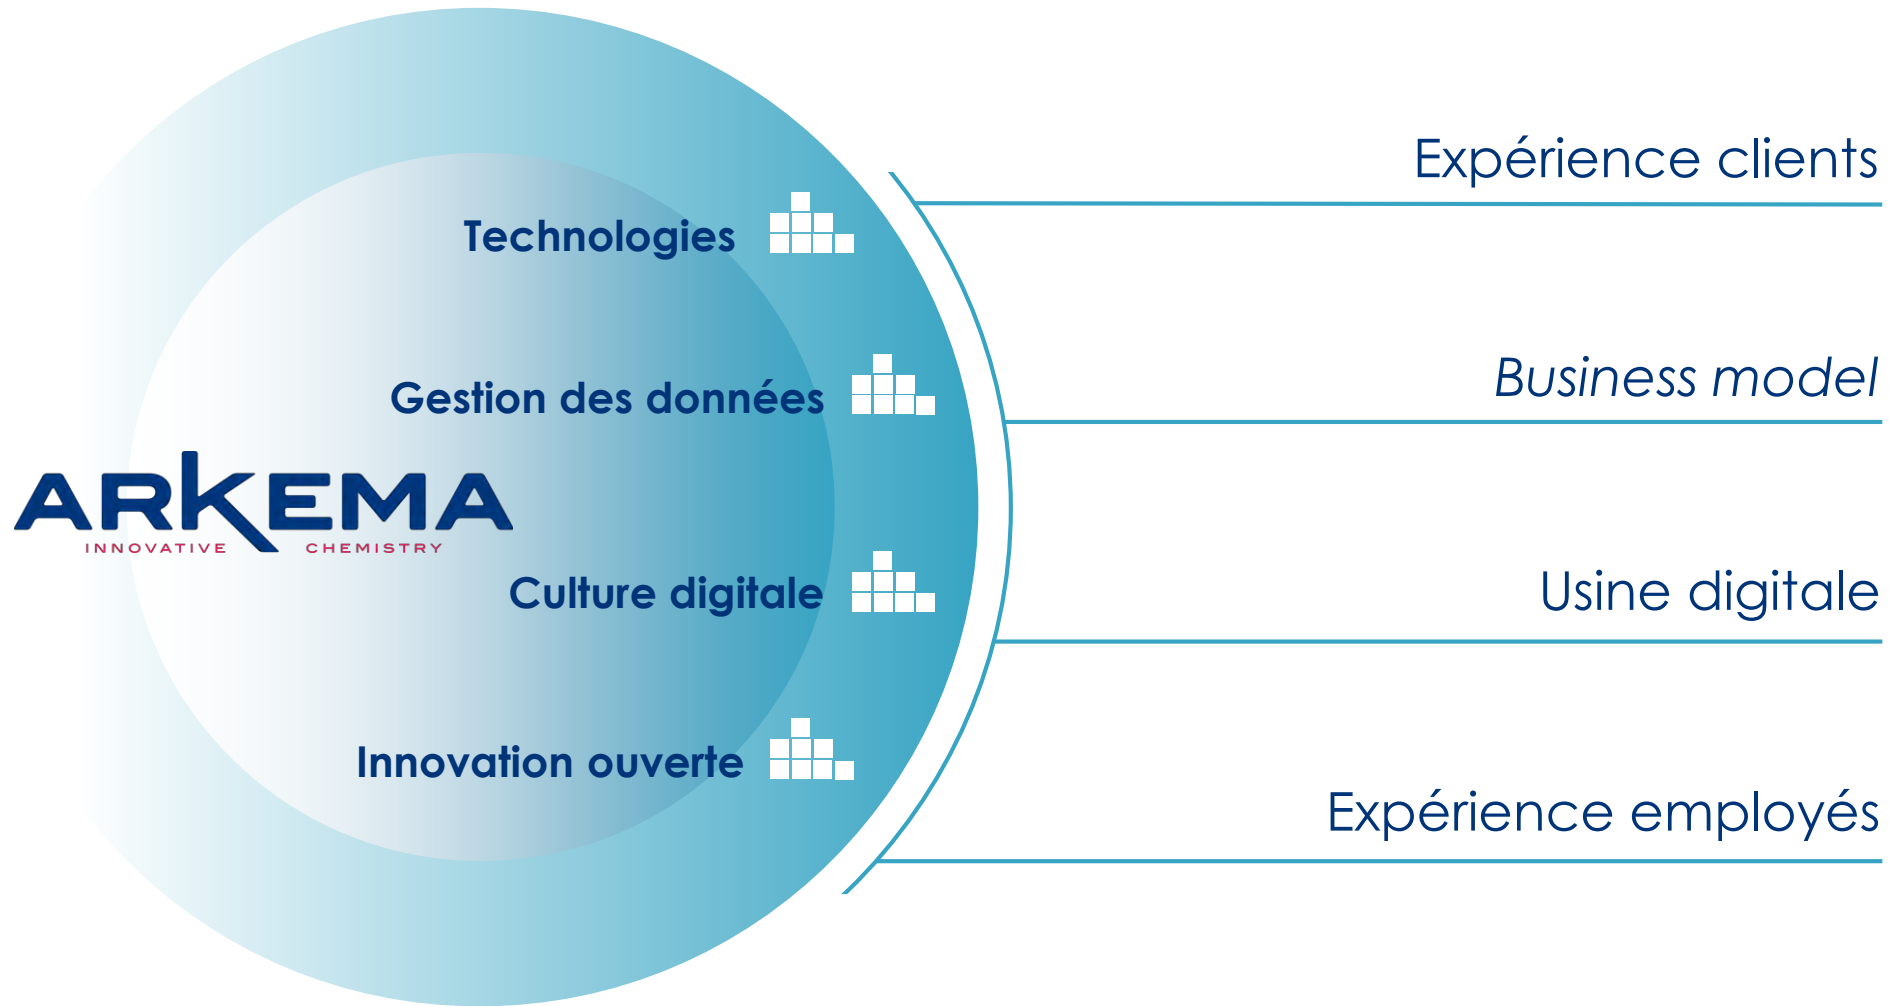 Technologies
Gestion des données
ARKEMA
INNOVATIVE CHEMISTRY
Culture digitale
Innovation ouverte
Expérience clients
Business model
Usine digitale
Expérience employés